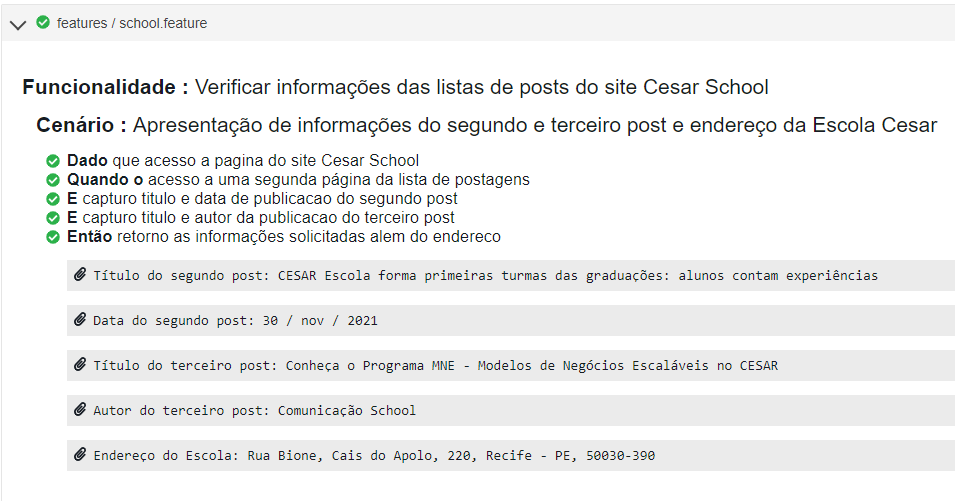 features / school.feature
Funcionalidade : Verificar informações das listas de posts do site Cesar School
Cenário : Apresentação de informações do segundo e terceiro post e endereço da Escola Cesar
Dado que acesso a pagina do site Cesar School
Quando o acesso a uma segunda página da lista de postagens
E capturo titulo e data de publicacao do segundo post
E capturo titulo e autor da publicacao do terceiro post
Então retorno as informações solicitadas alem do endereco
Título do segundo post: CESAR Escola forma primeiras turmas das graduações: alunos contam experiências
Data do segundo post: 30 / nov / 2021
Título do terceiro post: Conheça o Programa MNE - Modelos de Negócios Escaláveis no CESAR
Autor do terceiro post: Comunicação School
Endereço do Escola: Rua Bione, Cais do Apolo, 220, Recife - PE, 50030-390